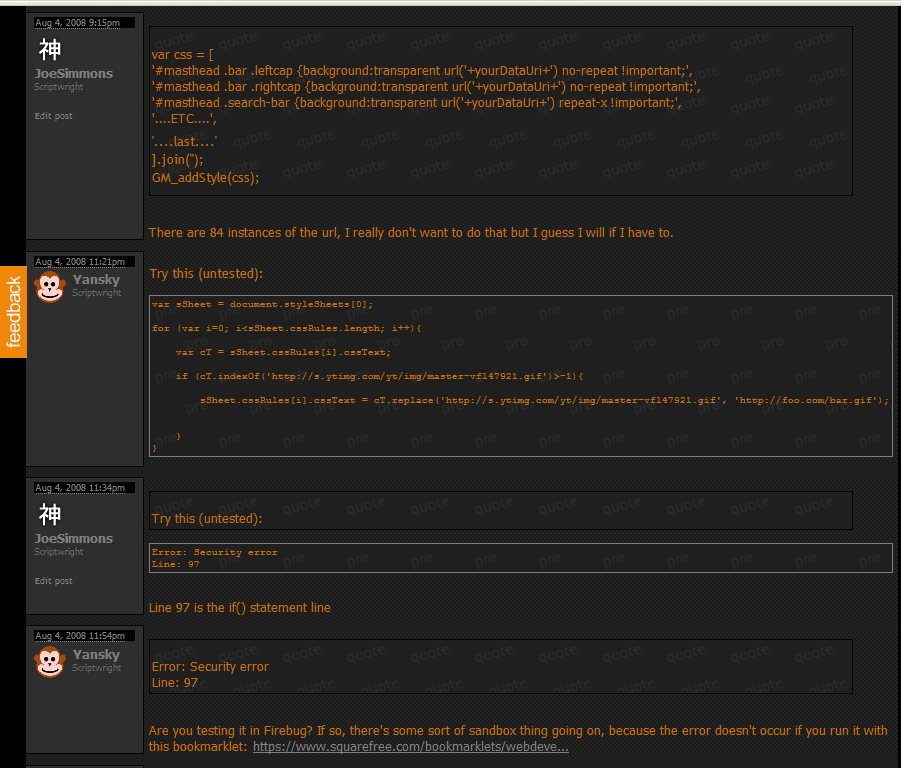 Aug 4, 2008 9:15pm
神
JoeSimmons
Scriptwright
Edit post
var css = [
'#masthead .bar .leftcap {background:transparent url('+yourDataUri+') no-repeat !important;',
'#masthead .bar .rightcap {background:transparent url('+yourDataUri+') no-repeat !important;',
'#masthead .search-bar {background:transparent url('+yourDataUri+') repeat-x !important;',
'....ETC....',
'....last....'
].join('');
GM_addStyle(css);
There are 84 instances of the url, I really don't want to do that but I guess I will if I have to.
feedback
Aug 4, 2008 11:21pm
Yansky
Scriptwright
Try this (untested):
var sSheet = document.styleSheets[0];
for (var i=0; i<sSheet.cssRules.length; i++){
var cT = sSheet.cssRules[i].cssText;
if (cT.indexOf('http://s.ytimg.com/yt/img/master-vfl47921.gif')>-1){
sSheet.cssRules[i].cssText = cT.replace('http://s.ytimg.com/yt/img/master-vfl47921.gif', 'http://foo.com/bar.gif');
}
}
Aug 4, 2008 11:34pm
神
JoeSimmons
Scriptwright
Edit post
Try this (untested):
Error: Security error
Line: 97
Line 97 is the if() statement line
Aug 4, 2008 11:54pm
Yansky
Scriptwright
Error: Security error
Line: 97
Are you testing it in Firebug? If so, there's some sort of sandbox thing going on, because the error doesn't occur if you run it with
this bookmarklet: https://www.squarefree.com/bookmarklets/webdeve...